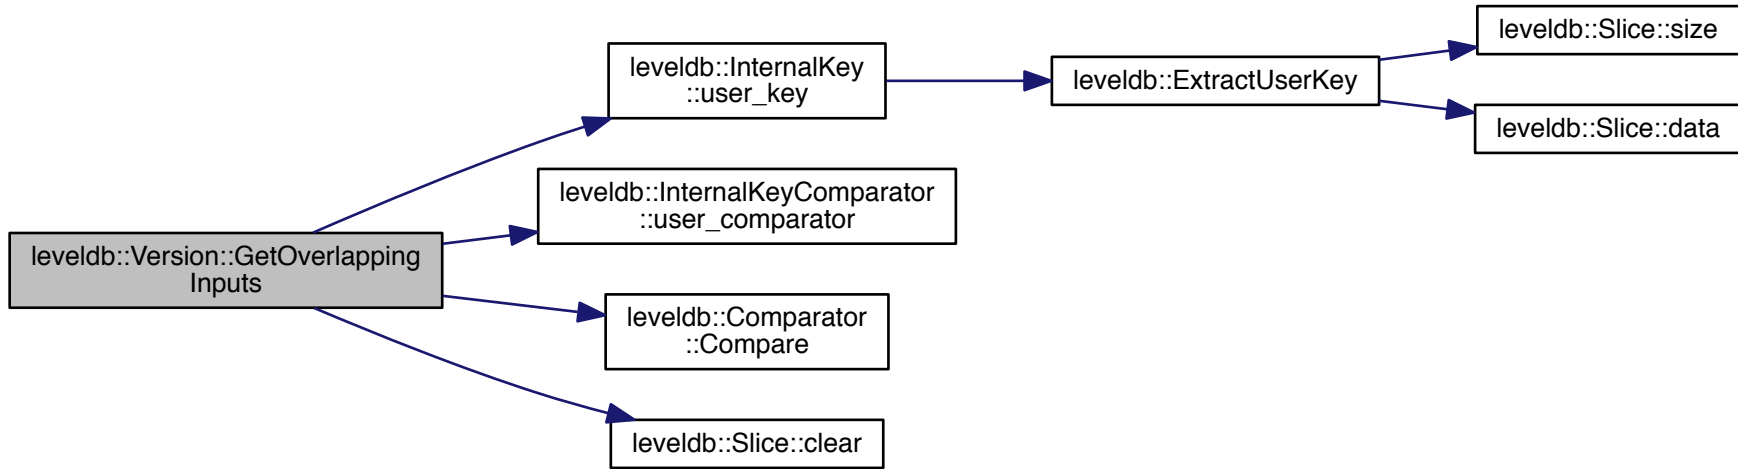 leveldb::Slice::size
leveldb::InternalKey
::user_key
leveldb::ExtractUserKey
leveldb::Slice::data
leveldb::InternalKeyComparator
::user_comparator
leveldb::Version::GetOverlapping
Inputs
leveldb::Comparator
::Compare
leveldb::Slice::clear